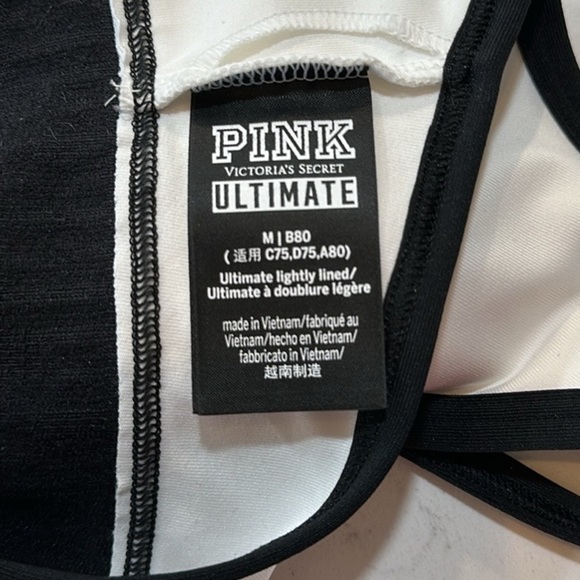 PINK
VICTORIA'S SECRET
ULTIMATE
M | B80
(适用 C75,D75,A80)
Ultimate lightly lined/
Ultimate à doublure légère
made in Vietnam/fabriqué au
Vietnam/hecho en Vietnam/
fabbricato in Vietnam/
越南制造